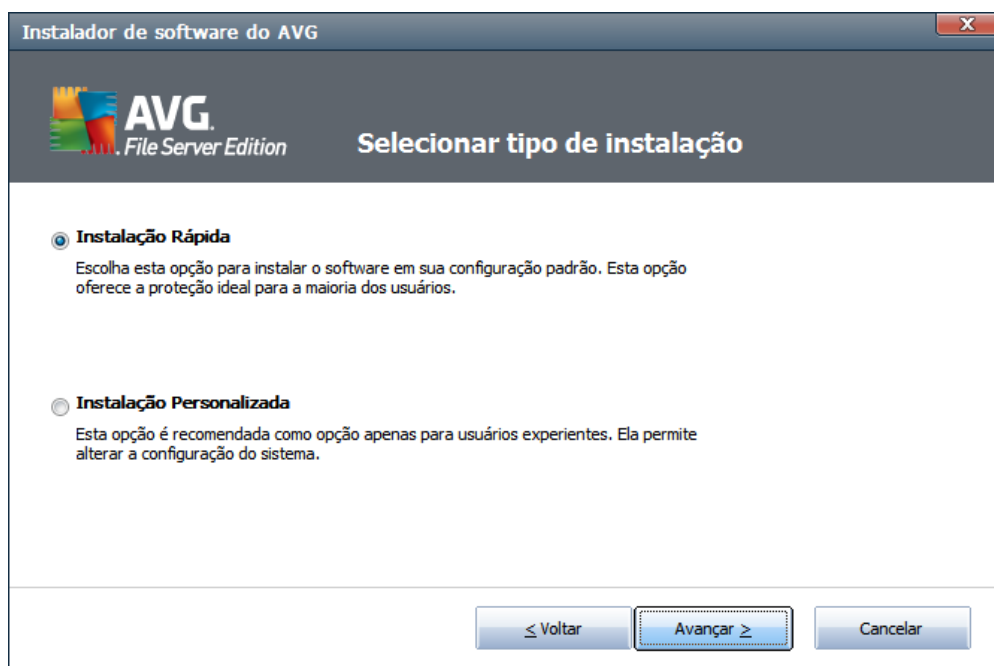 Instalador de software do AVG
X
AVG.
File Server Edition
Selecionar tipo de instalação
Instalação Rápida
Escolha esta opção para instalar o software em sua configuração padrão. Esta opção
oferece a proteção ideal para a maioria dos usuários.
Instalação Personalizada
Esta opção é recomendada como opção apenas para usuários experientes. Ela permite
alterar a configuração do sistema.
< Voltar
Avançar >
Cancelar